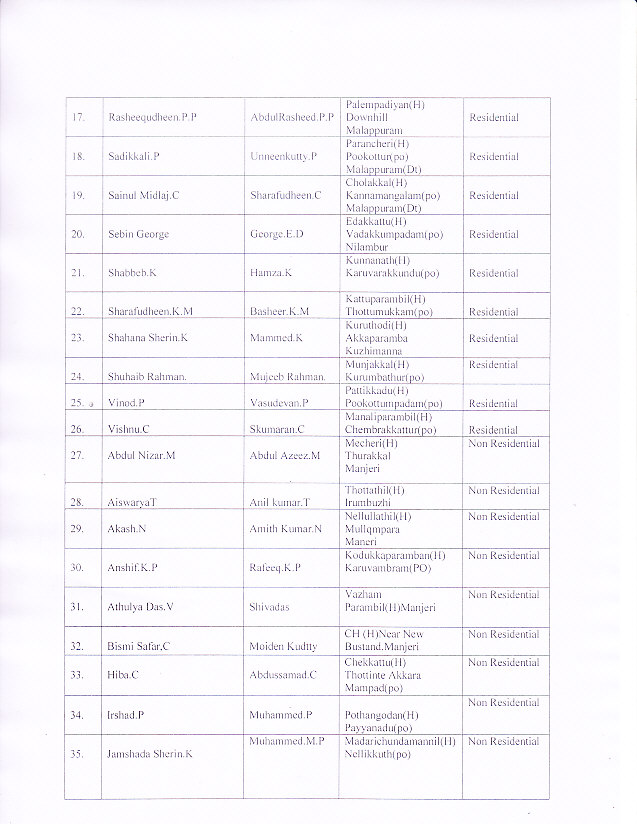 17. Rasheequdheen.P.P AbdulRasheed.P.P Palempadiyan(H) Downhill Malappuram Residential
18. Sadikkali.P Unneenkutty.P Parancheri(H) Pookottur(po) Malappuram(Dt) Residential
19. Sainul Midlaj.C Sharafudheen.C Cholakkal(H) Kannamangalam(po) Malappuram(Dt) Residential
20. Sebin George George.E.D Edakkattu(H) Vadakkumpadam(po) Nilambur Residential
21. Shabbeb.K Hamza.K Kunnanath(H) Karuvarakkundu(po) Residential
22. Sharafudheen.K.M Basheer.K.M Kattuparambil(H) Thottumukkam(po) Residential
23. Shahana Sherin.K Mammed.K Kuruthodi(H) Akkaparamba Kuzhimanna Residential
24. Shuhaib Rahman. Mujeeb Rahman. Munjakkal(H) Kurumbathur(po) Residential
25. Vinod.P Vasudevan.P Pattikkadu(H) Pookottumpadam(po) Residential
26. Vishnu.C Skumaran.C Manaliparambil(H) Chembrakkattur(po) Residential
27. Abdul Nizar.M Abdul Azeez.M Mecheri(H) Thurakkal Manjeri Non Residential
28. AiswaryaT Anil kumar.T Thottathil(H) Irumbuzhi Non Residential
29. Akash.N Amith Kumar.N Nellullathil(H) Mullqmpara Maneri Non Residential
30. Anshif.K.P Rafeeq.K.P Kodukkaparamban(H) Karuvambram(PO) Non Residential
31. Athulya Das.V Shivadas Vazham Parambil(H)Manjeri Non Residential
32. Bismi Safar.C Moiden Kudtty CH (H)Near New Bustand.Manjeri Non Residential
33. Hiba.C Abdussamad.C Chekkattu(H) Thottinte Akkara Mampad(po) Non Residential
34. Irshad.P Muhammed.P Pothangodan(H) Payyanadu(po) Non Residential
35. Jamshada Sherin.K Muhammed.M.P Madarichundamannil(H) Nellikkuth(po) Non Residential